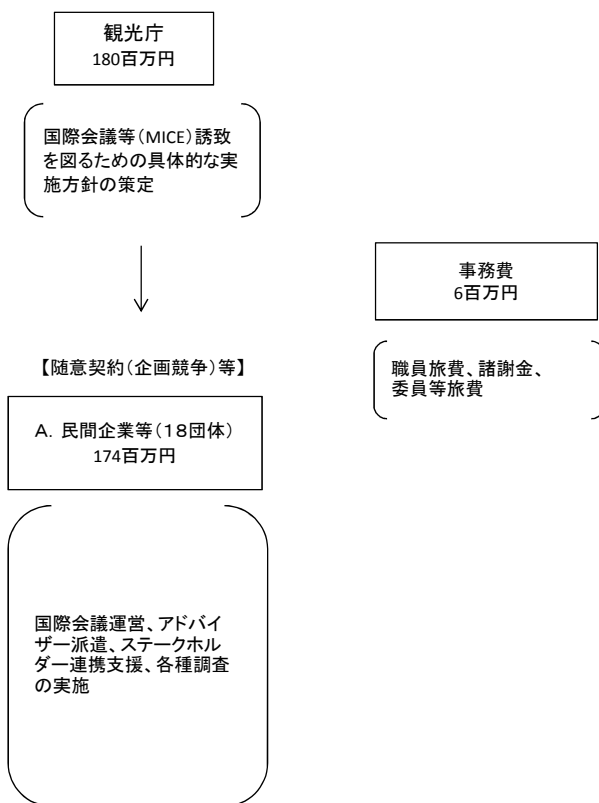 観光庁
180百万円
国際会議等(MICE)誘致
を図るための具体的な実
施方針の策定
事務費
6百万円
職員旅費、諸謝金、
委員等旅費
【随意契約(企画競争)等】
A. 民間企業等(18団体)
174百万円
国際会議運営、アドバイ
ザー派遣、ステークホル
ダー連携支援、各種調査
の実施